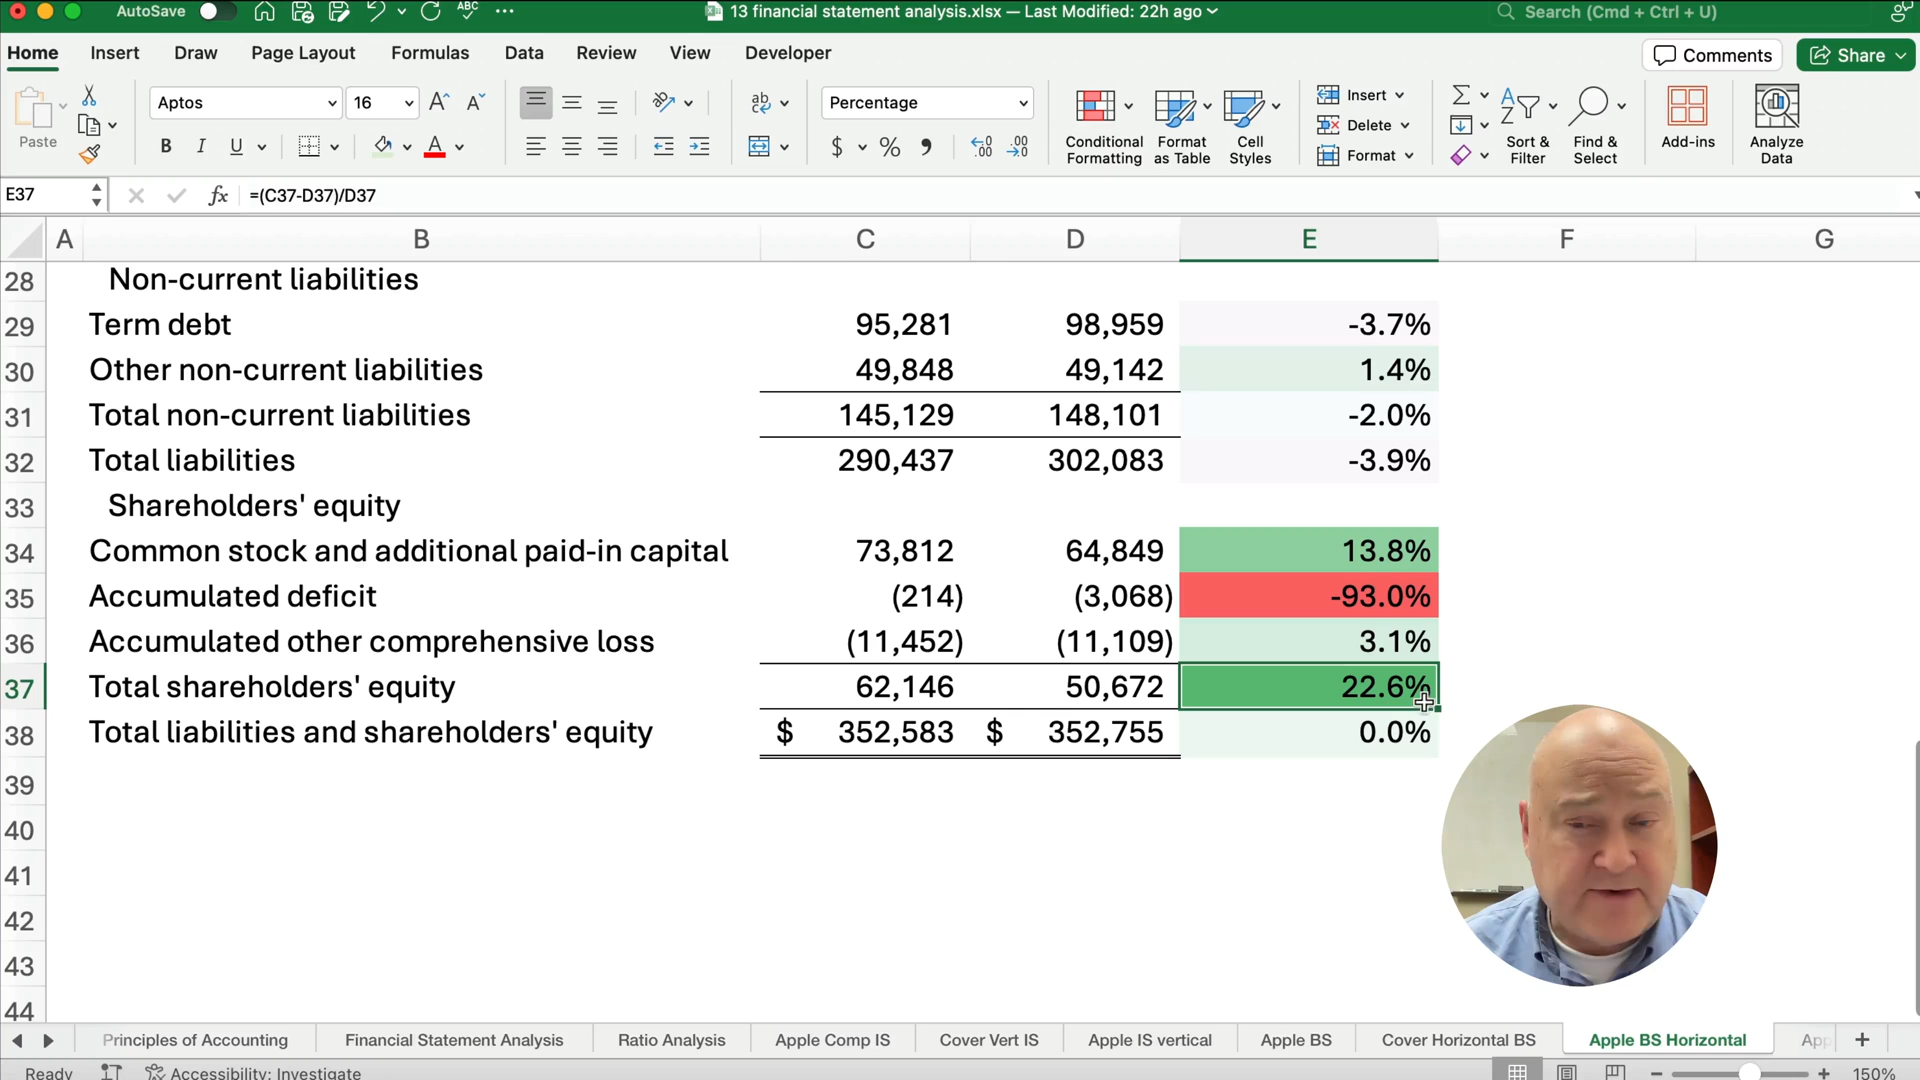 AutoSave
ABC
13 financial statement analysis.xlsx — Last Modified: 22h ago
Search (Cmd + Ctrl + U)
Home Insert Draw Page Layout Formulas Data Review View Developer
Comments Share
Paste
Aptos 16
B I U A
ab
Percentage
$ % ,
Conditional Formatting
Format as Table
Cell Styles
Insert
Delete
Format
Sort & Filter
Find & Select
Add-ins
Analyze Data
E37 fx =(C37-D37)/D37
A B C D E F G
28 Non-current liabilities
29 Term debt 95,281 98,959 -3.7%
30 Other non-current liabilities 49,848 49,142 1.4%
31 Total non-current liabilities 145,129 148,101 -2.0%
32 Total liabilities 290,437 302,083 -3.9%
33 Shareholders' equity
34 Common stock and additional paid-in capital 73,812 64,849 13.8%
35 Accumulated deficit (214) (3,068) -93.0%
36 Accumulated other comprehensive loss (11,452) (11,109) 3.1%
37 Total shareholders' equity 62,146 50,672 22.6%
38 Total liabilities and shareholders' equity $ 352,583 $ 352,755 0.0%
39
40
41
42
43
44
Principles of Accounting Financial Statement Analysis Ratio Analysis Apple Comp IS Cover Vert IS Apple IS vertical Apple BS Cover Horizontal BS Apple BS Horizontal App
Ready Accessibility: Investigate 150%